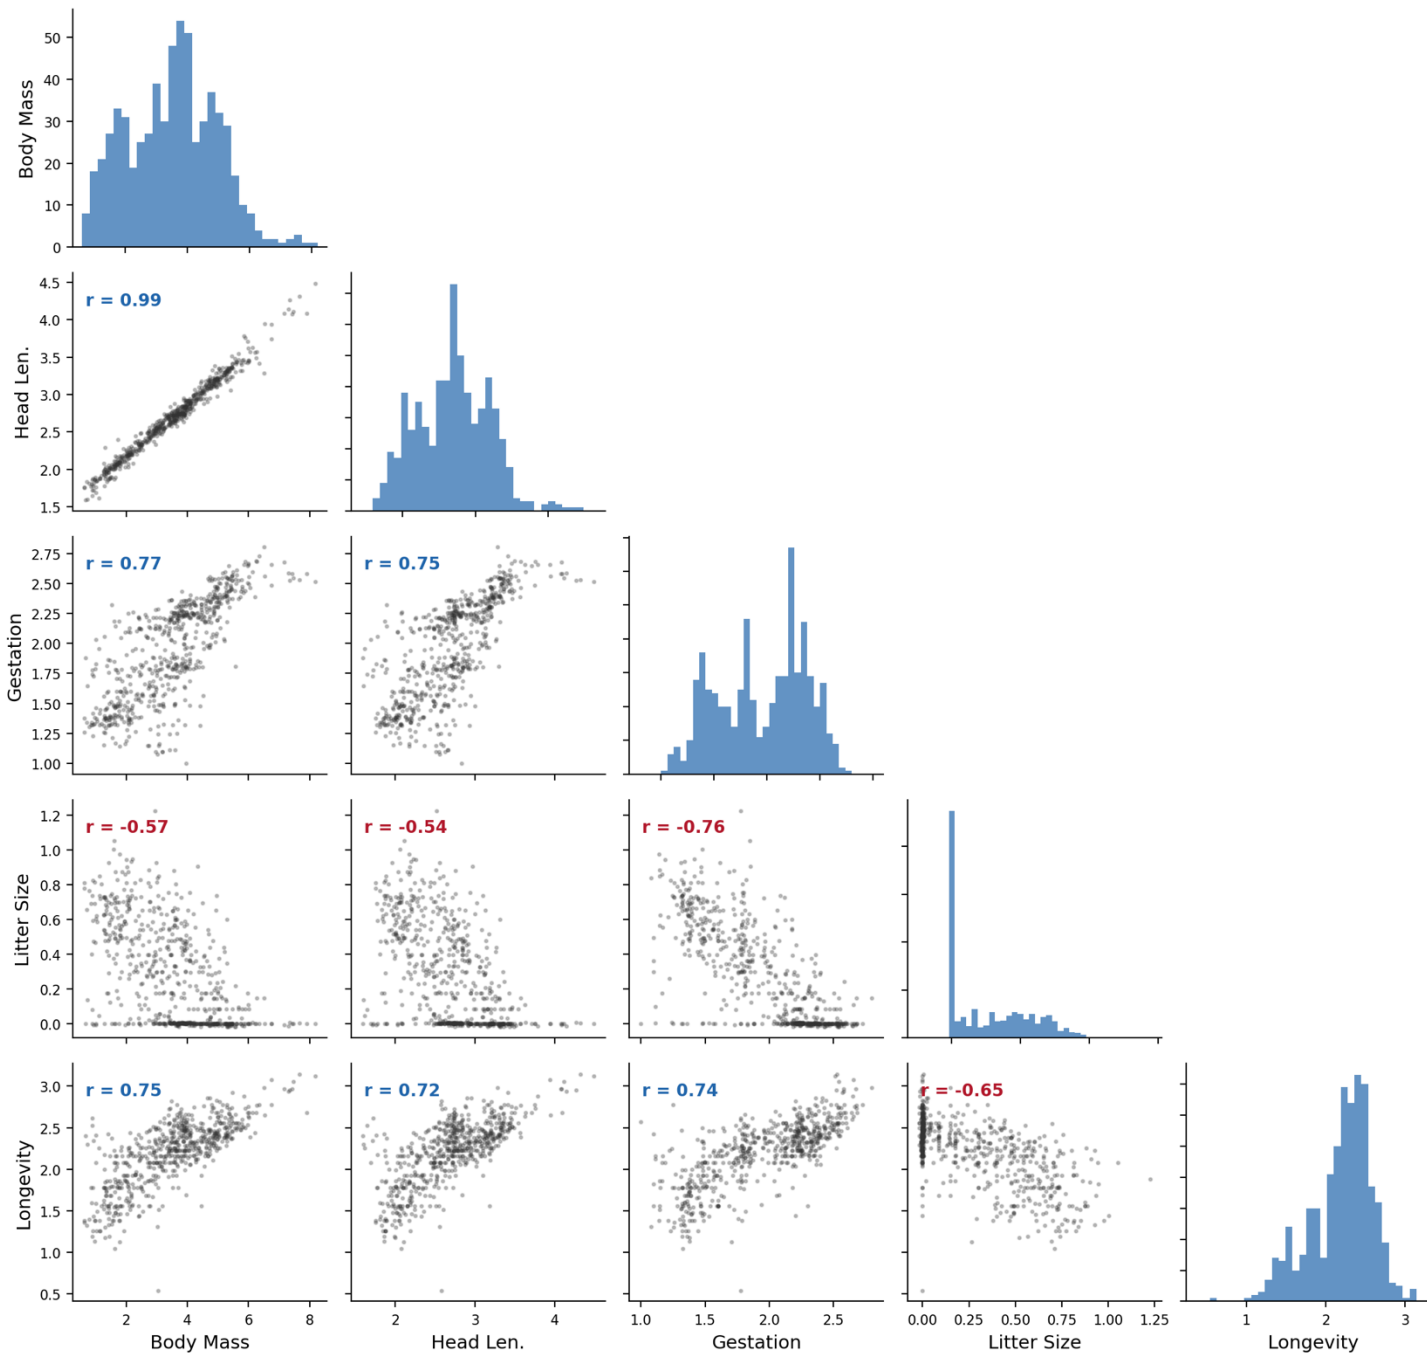 Body Mass
50
40
30
20
10
0
Head Len.
4.5
4.0
3.5
3.0
2.5
2.0
1.5
r = 0.99
Gestation
2.75
2.50
2.25
2.00
1.75
1.50
1.25
1.00
r = 0.77
r = 0.75
Litter Size
1.2
1.0
0.8
0.6
0.4
0.2
0.0
r = -0.57
r = -0.54
r = -0.76
Longevity
3.0
2.5
2.0
1.5
1.0
0.5
r = 0.75
r = 0.72
r = 0.74
r = -0.65
2 4 6 8
2 3 4
1.0 1.5 2.0 2.5
0.00 0.25 0.50 0.75 1.00 1.25
1 2 3
Body Mass
Head Len.
Gestation
Litter Size
Longevity